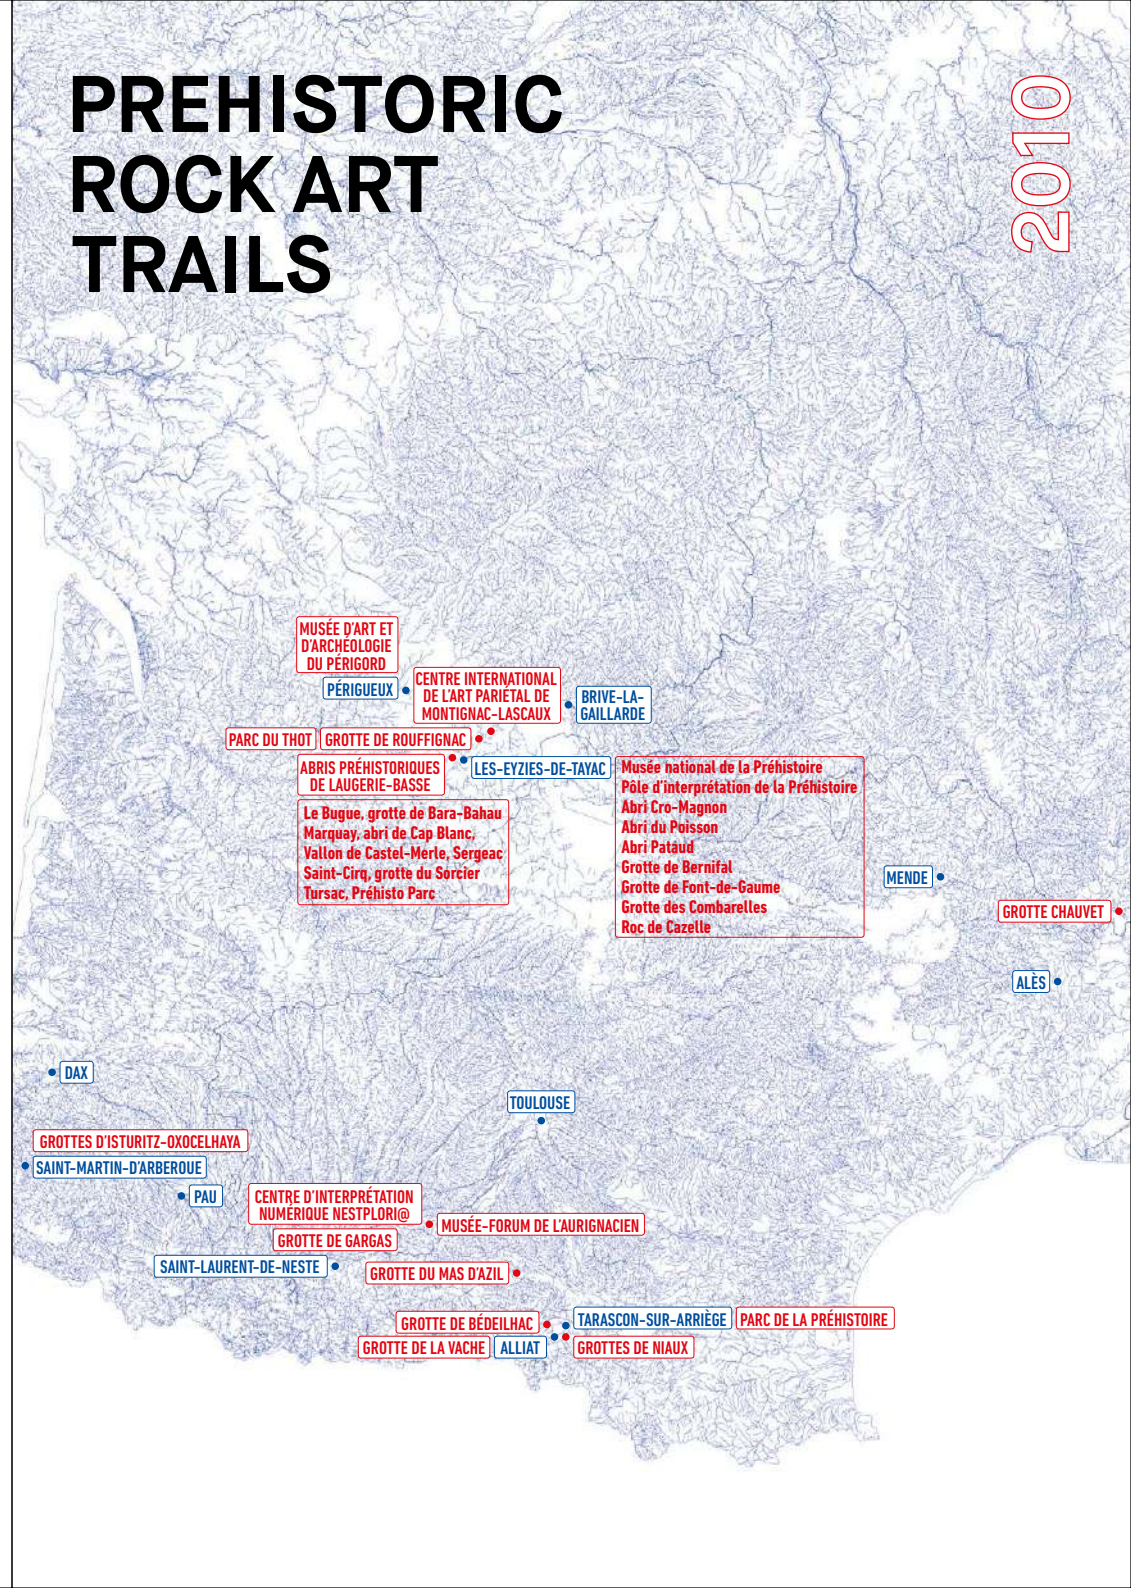 PREHISTORIC
ROCK ART
TRAILS
2010
MUSÉE D'ART ET
D'ARCHÉOLOGIE
DU PÉRIGORD
PÉRIGUEUX
CENTRE INTERNATIONAL
DE L'ART PARIÉTAL DE
MONTIGNAC-LASCAUX
BRIVE-LA-
GAILLARDE
PARC DU THOT
GROTTE DE ROUFFIGNAC
ABRIS PRÉHISTORIQUES
DE LAUGERIE-BASSE
LES-EYZIES-DE-TAYAC
Musée national de la Préhistoire
Pôle d'interprétation de la Préhistoire
Abri Cro-Magnon
Abri du Poisson
Abri Pataud
Grotte de Bernifal
Grotte de Font-de-Gaume
Grotte des Combarelles
Roc de Cazelle
Le Bugue, grotte de Bara-Bahau
Marquay, abri de Cap Blanc,
Vallon de Castel-Merle, Sergeac
Saint-Cirq, grotte du Sorcier
Tursac, Préhisto Parc
MENDE
GROTTE CHAUVET
ALÈS
DAX
TOULOUSE
GROTTES D'ISTURITZ-OXOCELHAYA
SAINT-MARTIN-D'ARBEROUE
PAU
CENTRE D'INTERPRÉTATION
NUMÉRIQUE NESTPLORI@
MUSÉE-FORUM DE L'AURIGNACIEN
GROTTE DE GARGAS
SAINT-LAURENT-DE-NESTE
GROTTE DU MAS D'AZIL
GROTTE DE BÉDEILHAC
TARASCON-SUR-ARRIÈGE
PARC DE LA PRÉHISTOIRE
GROTTE DE LA VACHE
ALLIAT
GROTTES DE NIAUX